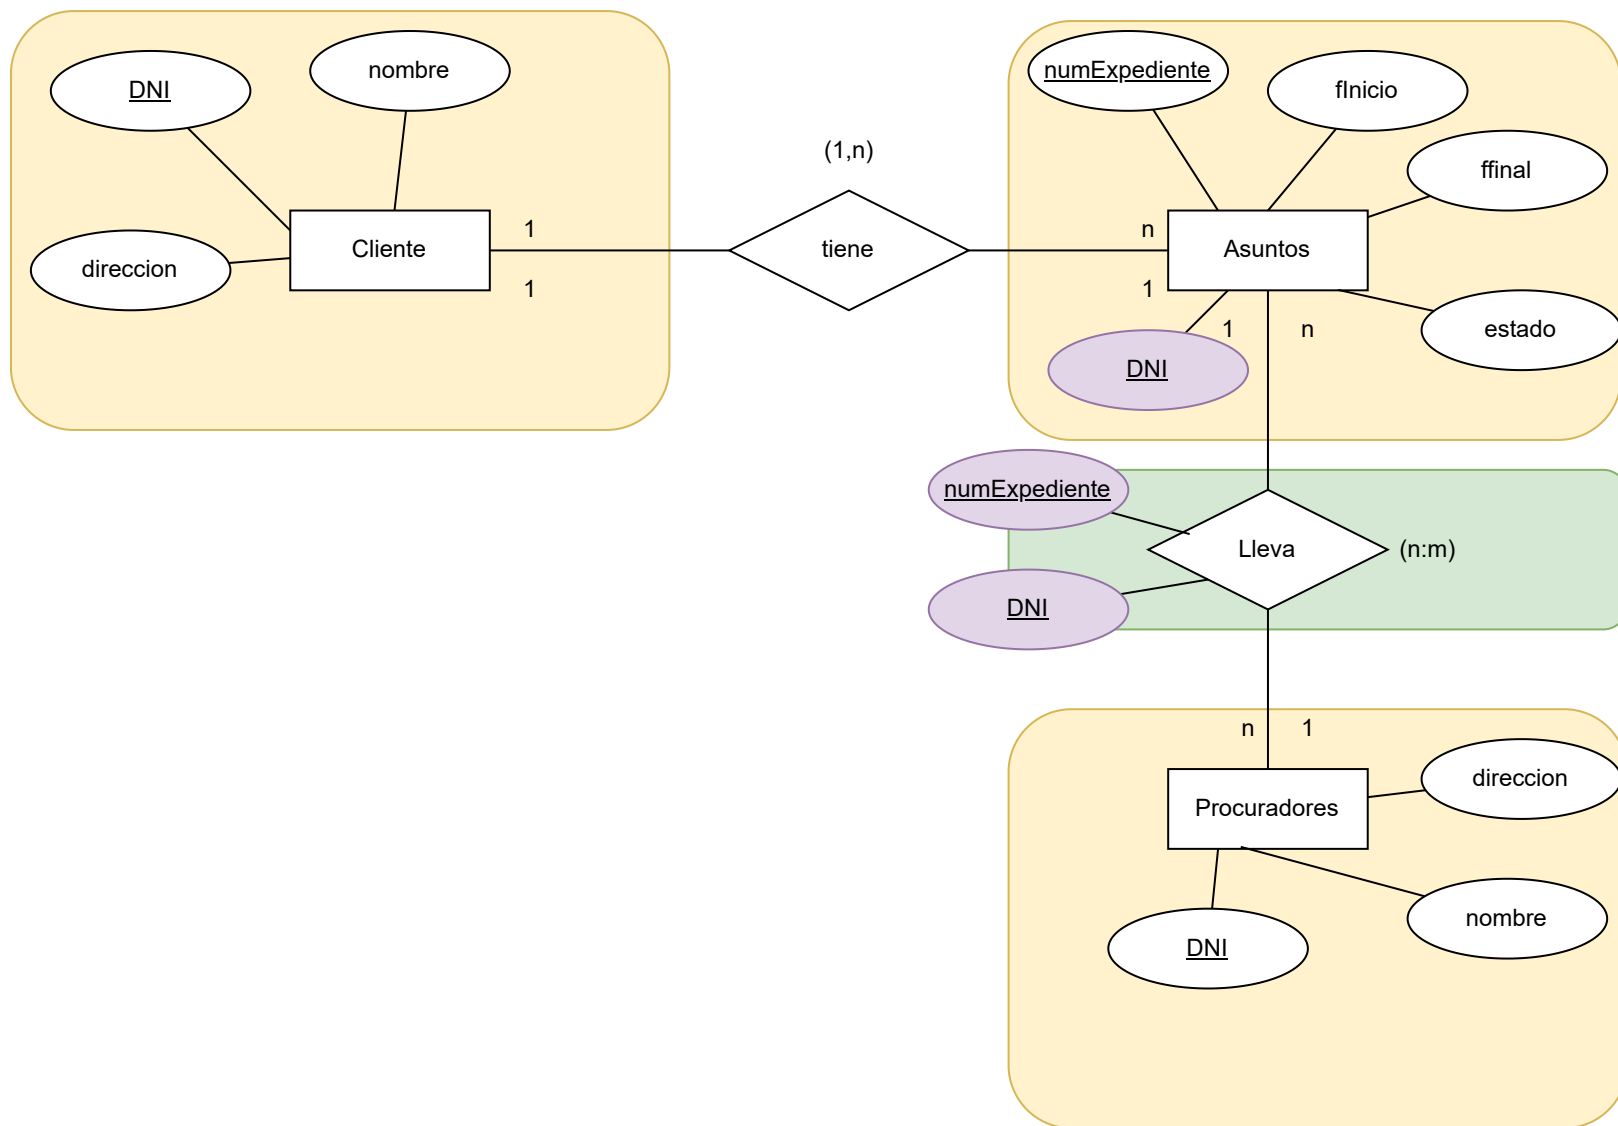 DNI
nombre
direccion
Cliente
1
1
(1,n)
tiene
numExpediente
fInicio
ffinal
n
Asuntos
1
1
n
estado
DNI
numExpediente
Lleva
(n:m)
DNI
n
1
Procuradores
direccion
nombre
DNI